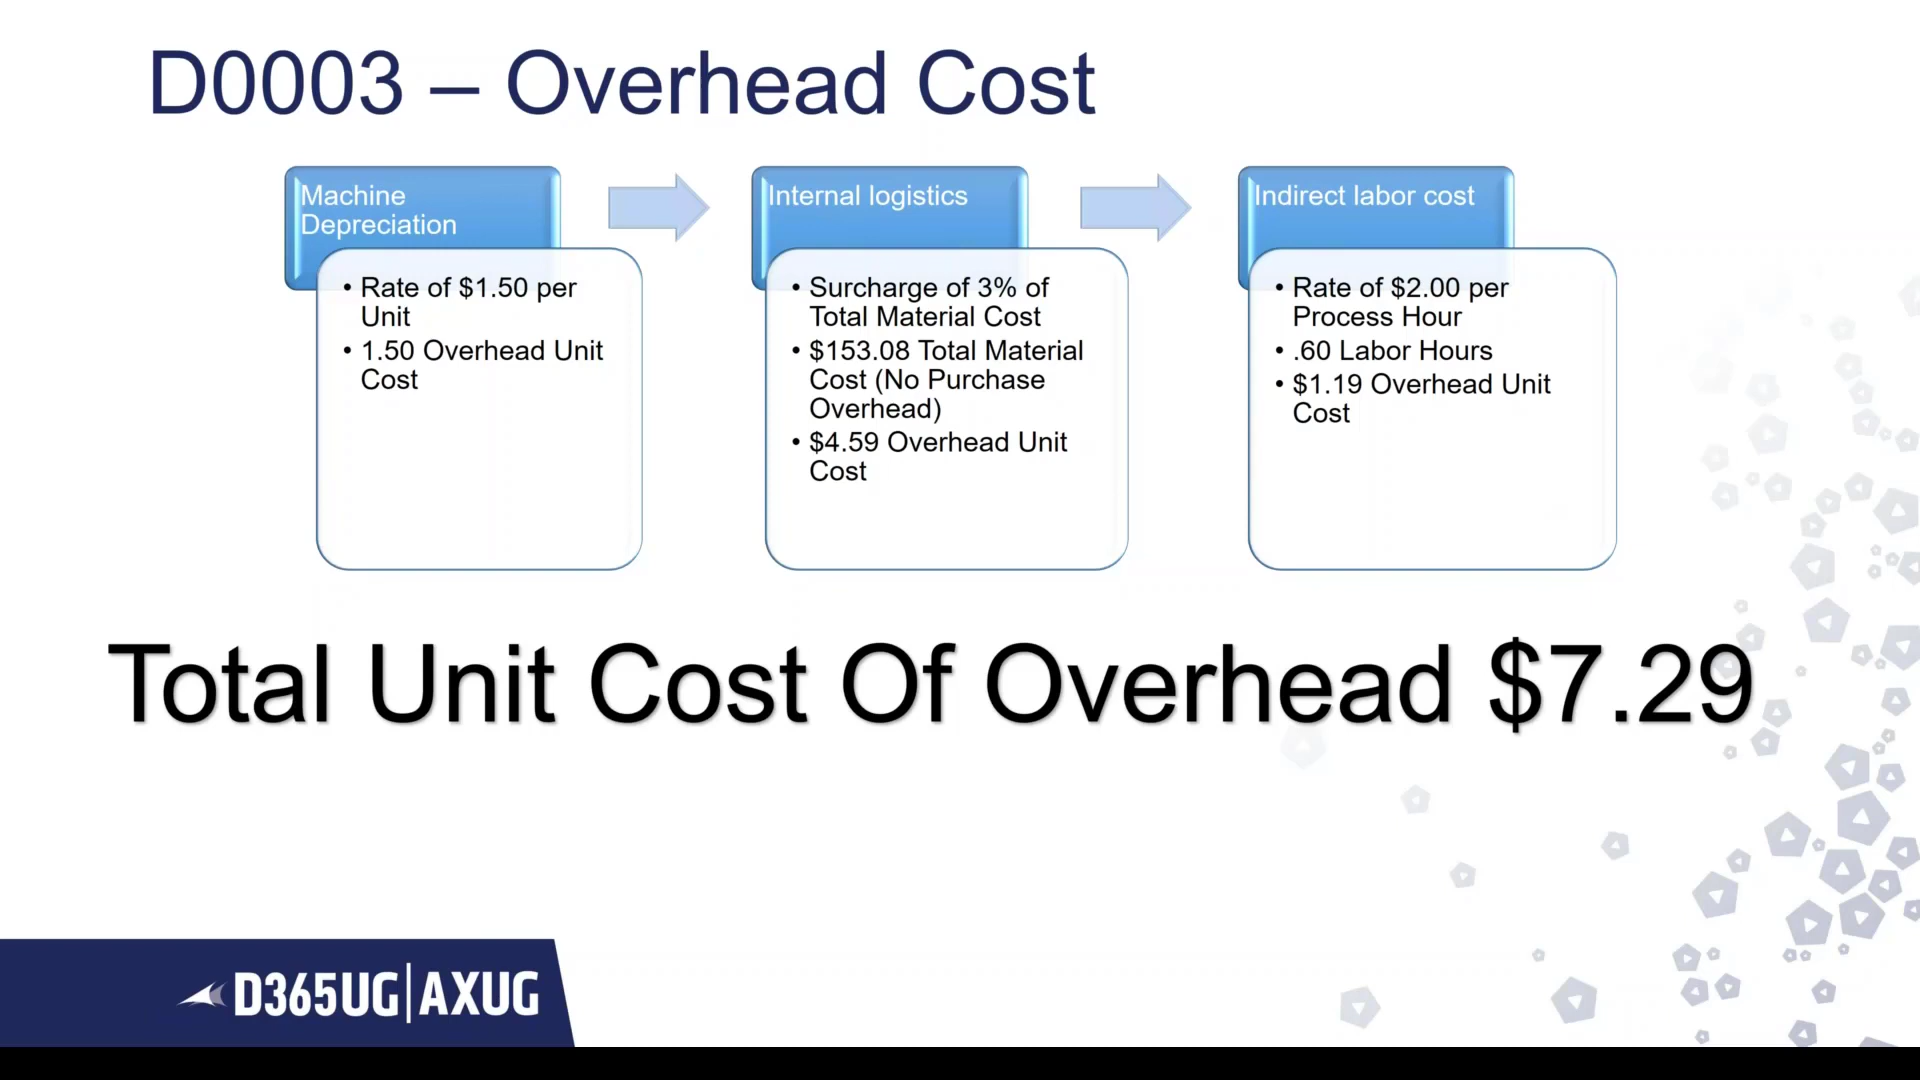 D0003 – Overhead Cost
Machine
Depreciation
• Rate of $1.50 per
Unit
• 1.50 Overhead Unit
Cost
Internal logistics
• Surcharge of 3% of
Total Material Cost
• $153.08 Total Material
Cost (No Purchase
Overhead)
• $4.59 Overhead Unit
Cost
Indirect labor cost
• Rate of $2.00 per
Process Hour
• .60 Labor Hours
• $1.19 Overhead Unit
Cost
Total Unit Cost Of Overhead $7.29
D365UG|AXUG